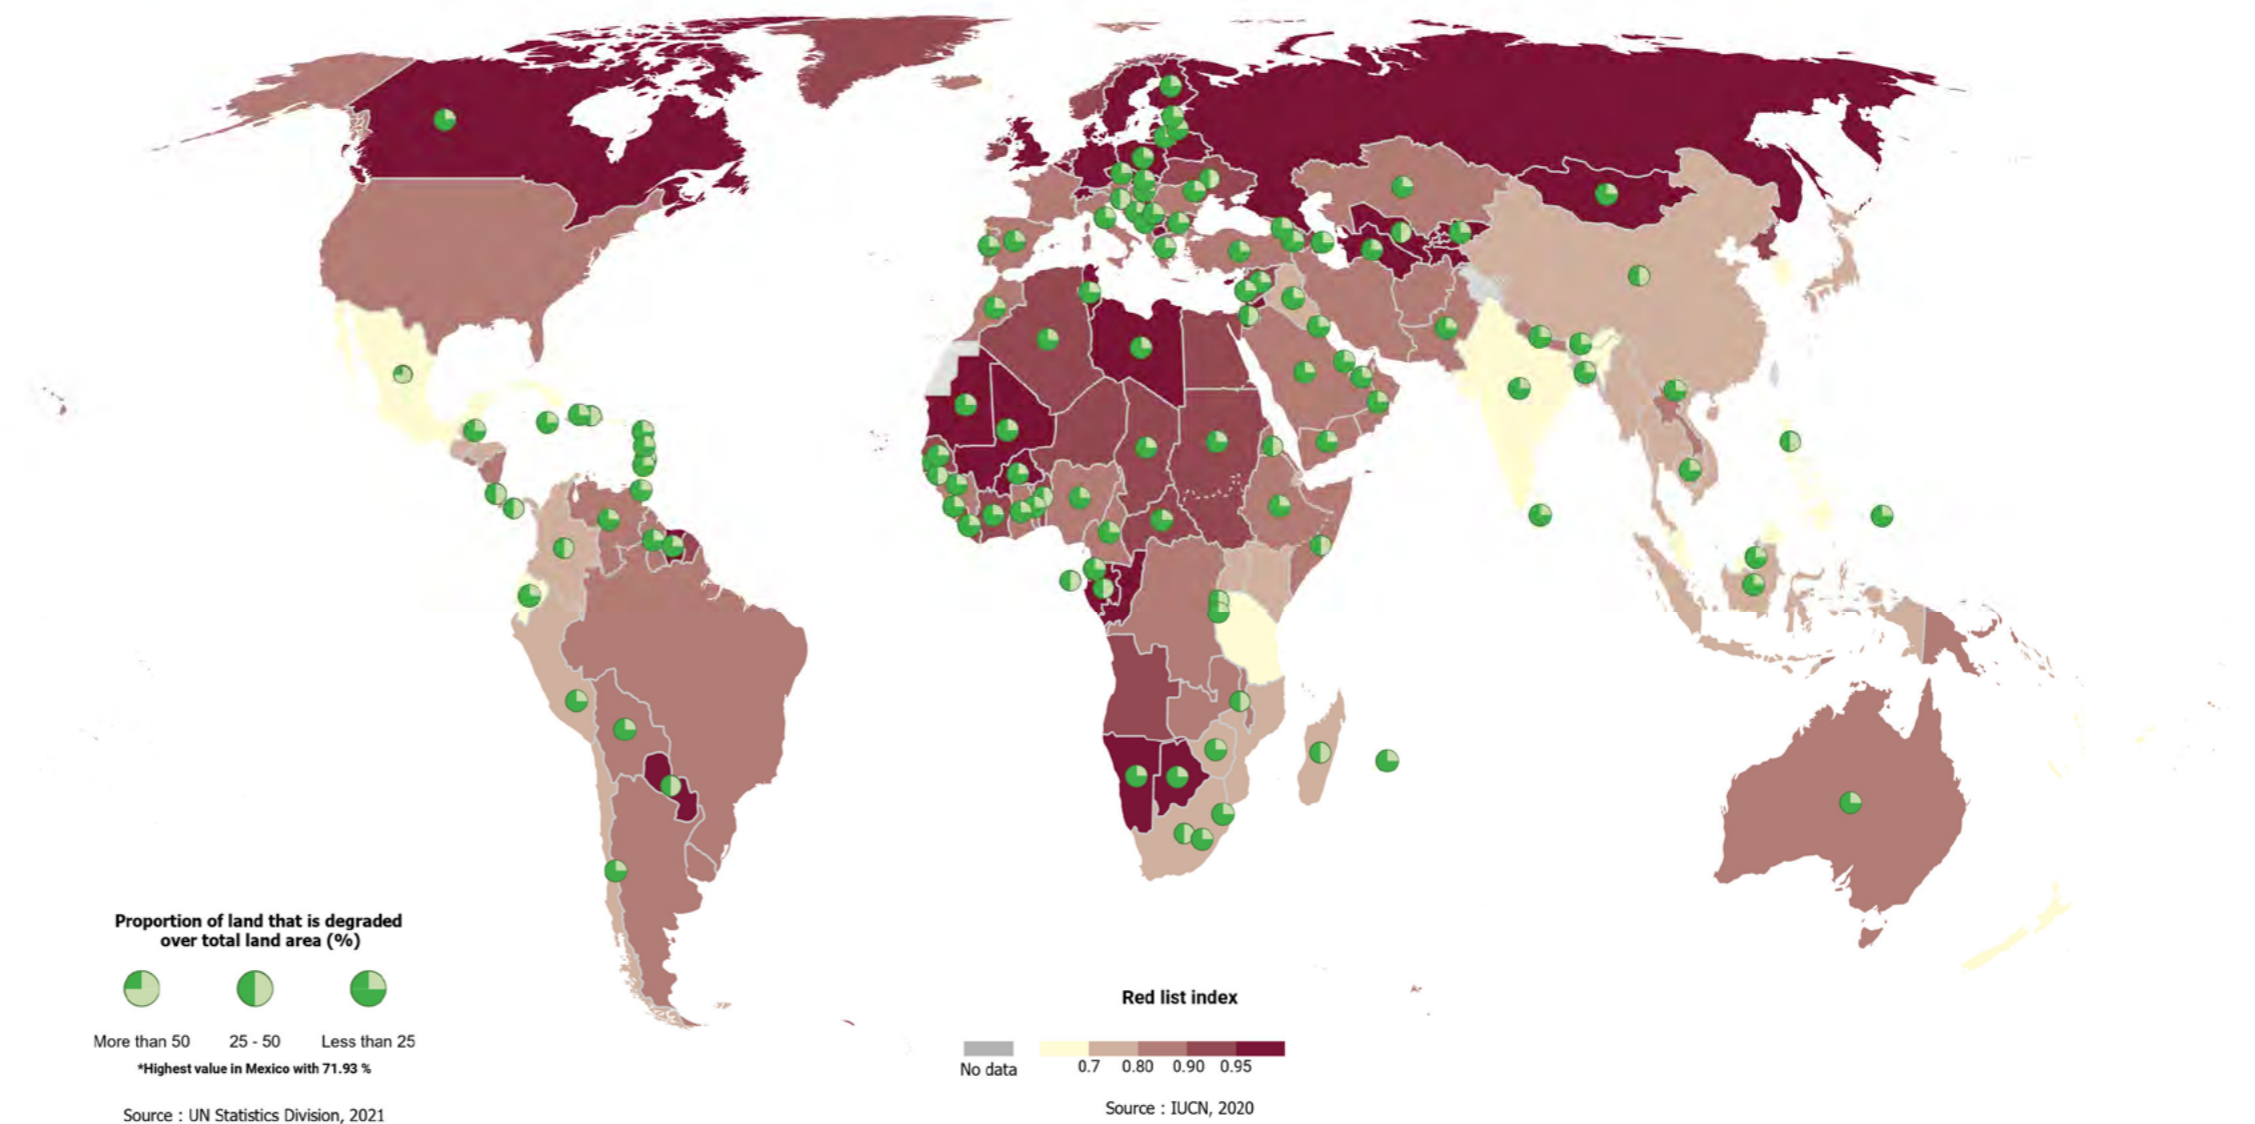 Proportion of land that is degraded
over total land area (%)
More than 50 25 - 50 Less than 25
*Highest value in Mexico with 71.93 %
Source : UN Statistics Division, 2021
Red list index
No data 0.7 0.80 0.90 0.95
Source : IUCN, 2020